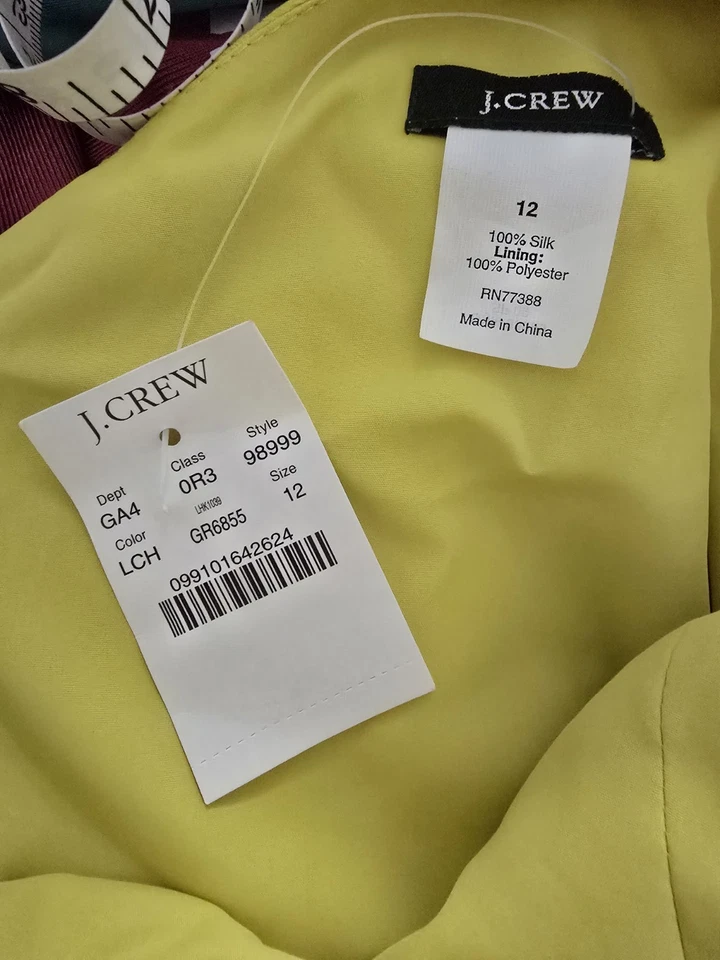 J.CREW
12
100% Silk
Lining:
100% Polyester
RN77388
Made in China
J.CREW
Dept Class Style
GA4 0R3 98999
Color LHK1039 Size
LCH GR6855 12
099101642624